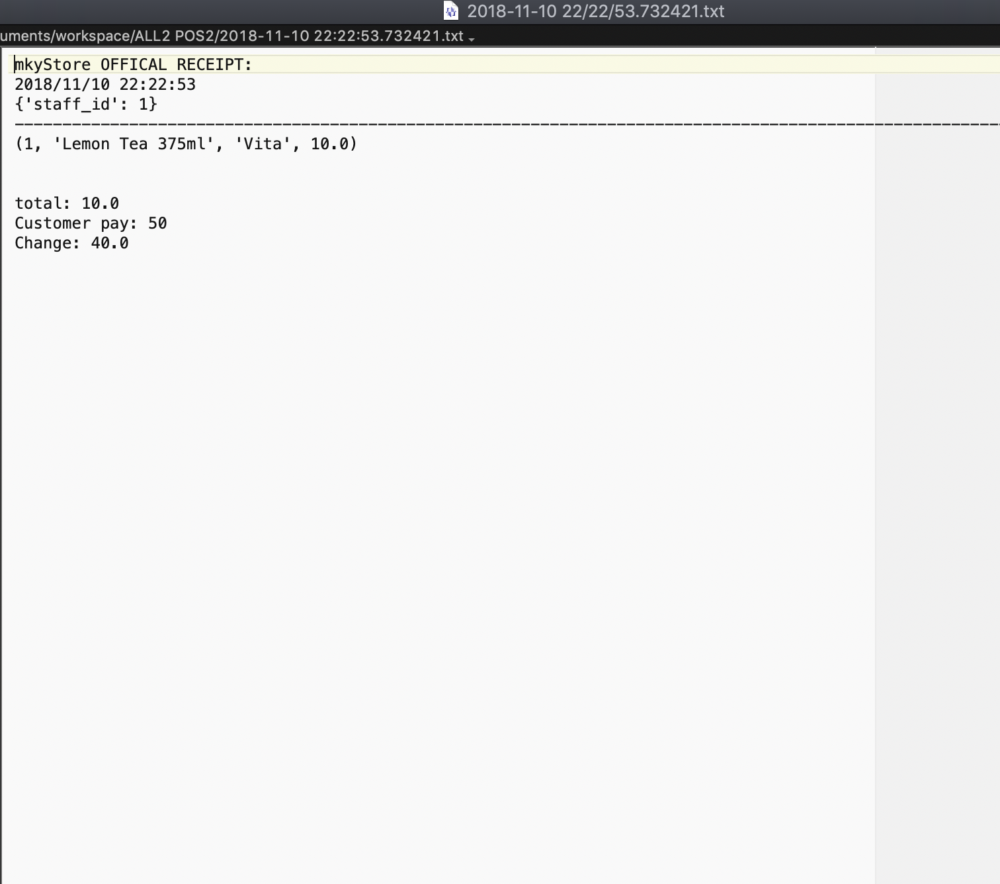 2018-11-10 22/22/53.732421.txt
uments/workspace/ALL2 POS2/2018-11-10 22:22:53.732421.txt
mkyStore OFFICAL RECEIPT:
2018/11/10 22:22:53
{'staff_id': 1}
--------------------------------------------------------------------------------------------------------
(1, 'Lemon Tea 375ml', 'Vita', 10.0)
total: 10.0
Customer pay: 50
Change: 40.0